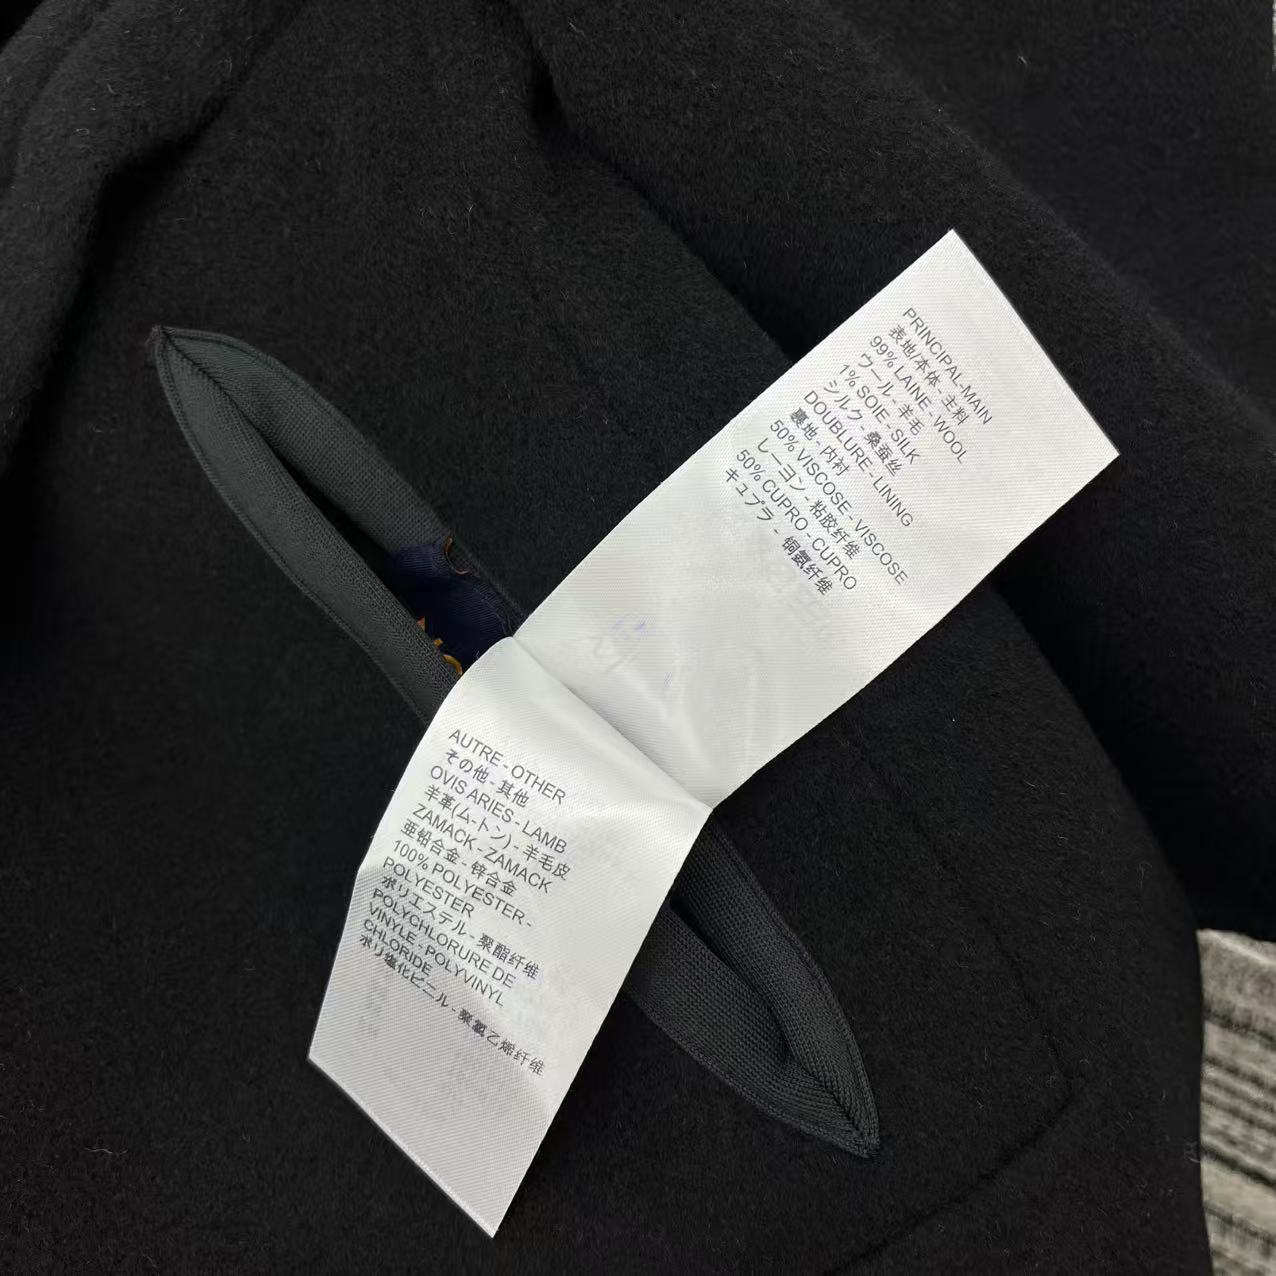 PRINCIPAL-MAIN
表地/本体 - 主料
99% LAINE - WOOL
ウール - 羊毛
1% SOIE - SILK
シルク - 桑蚕丝
DOUBLURE - LINING
裏地 - 内衬
50% VISCOSE - VISCOSE
レーヨン - 粘胶纤维
50% CUPRO - CUPRO
キュプラ - 铜氨纤维
AUTRE - OTHER
その他 - 其他
OVIS ARIES - LAMB
羊革(ム-トン) - 羊毛皮
ZAMACK - ZAMACK
亜鉛合金 - 锌合金
100% POLYESTER -
POLYESTER
ポリエステル - 聚酯纤维
POLYCHLORURE DE
VINYLE - POLYVINYL
CHLORIDE
ポリ塩化ビニル - 聚氯乙烯纤维